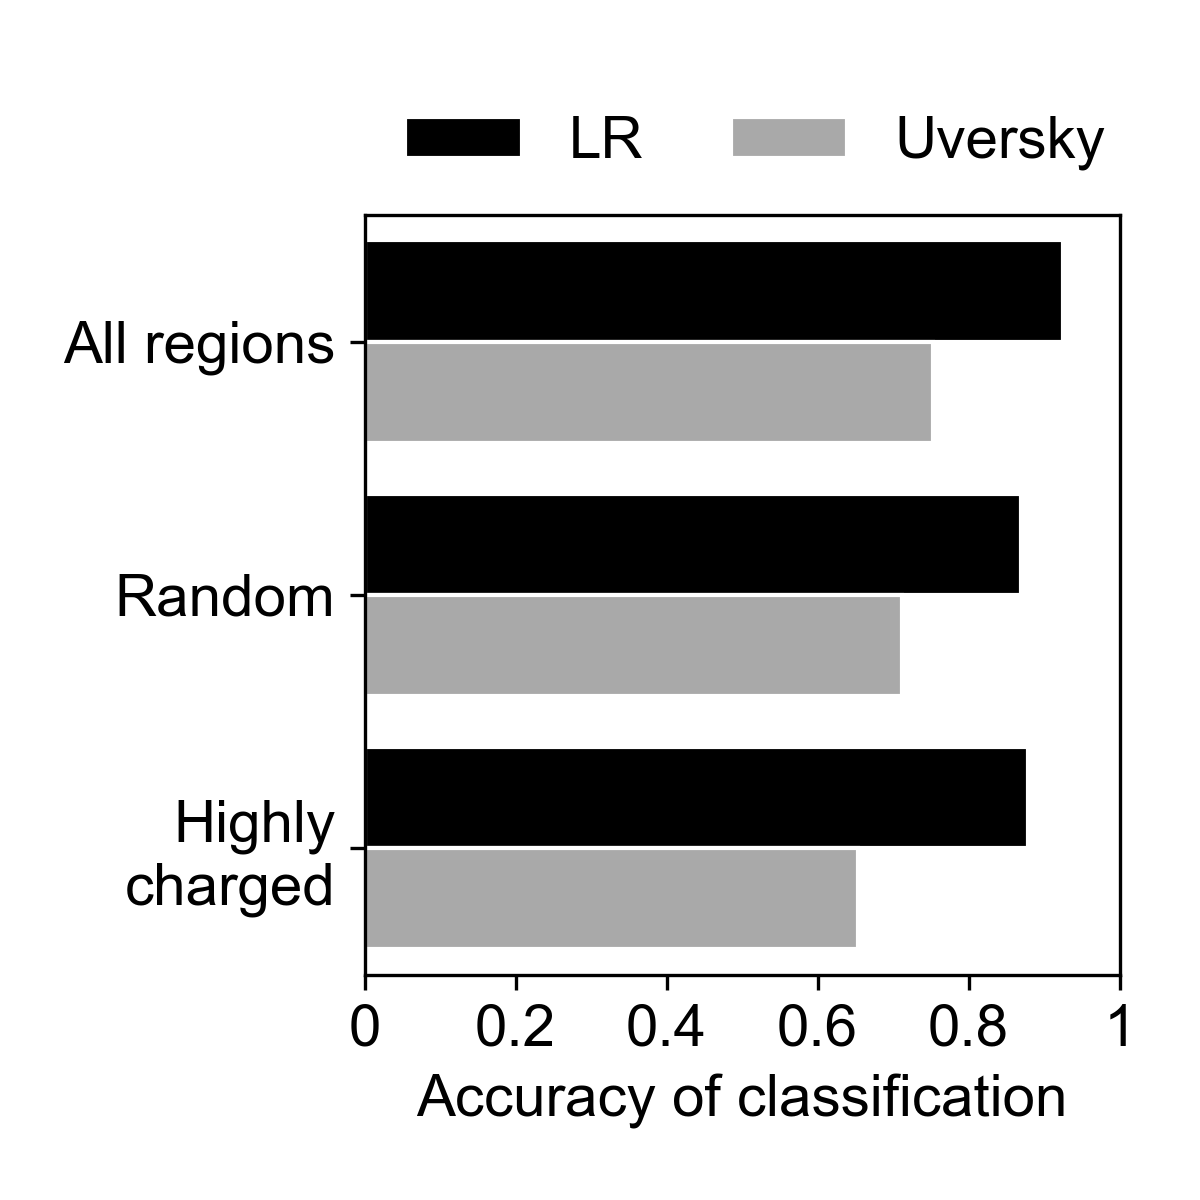 LR Uversky
All regions
Random
Highly
charged
0 0.2 0.4 0.6 0.8 1
Accuracy of classification